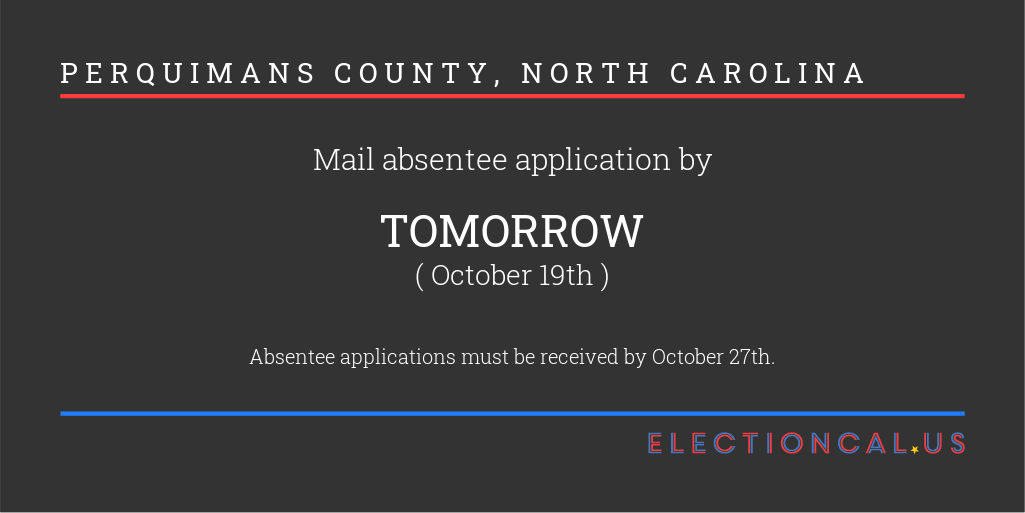 PERQUIMANS COUNTY, NORTH CAROLINA
Mail absentee application by
TOMORROW
( October 19th )
Absentee applications must be received by October 27th.
ELECTIONCAL.US